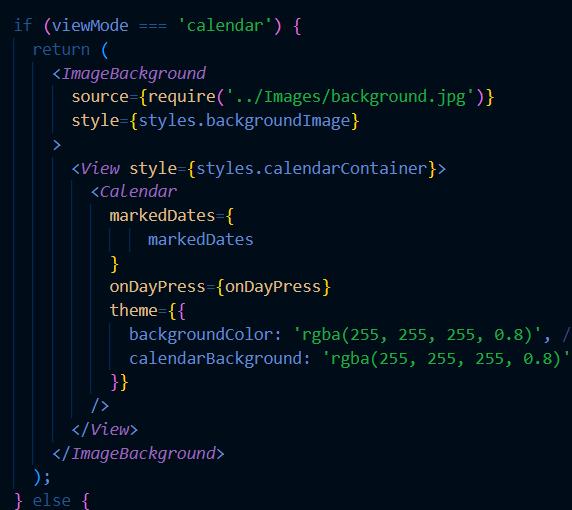 if (viewMode === 'calendar') {
return (
<ImageBackground
source={require('../Images/background.jpg')}
style={styles.backgroundImage}
>
<View style={styles.calendarContainer}>
<Calendar
markedDates={
markedDates
}
onDayPress={onDayPress}
theme={{
backgroundColor: 'rgba(255, 255, 255, 0.8)', /
calendarBackground: 'rgba(255, 255, 255, 0.8)'
}}
/>
</View>
</ImageBackground>
);
} else {